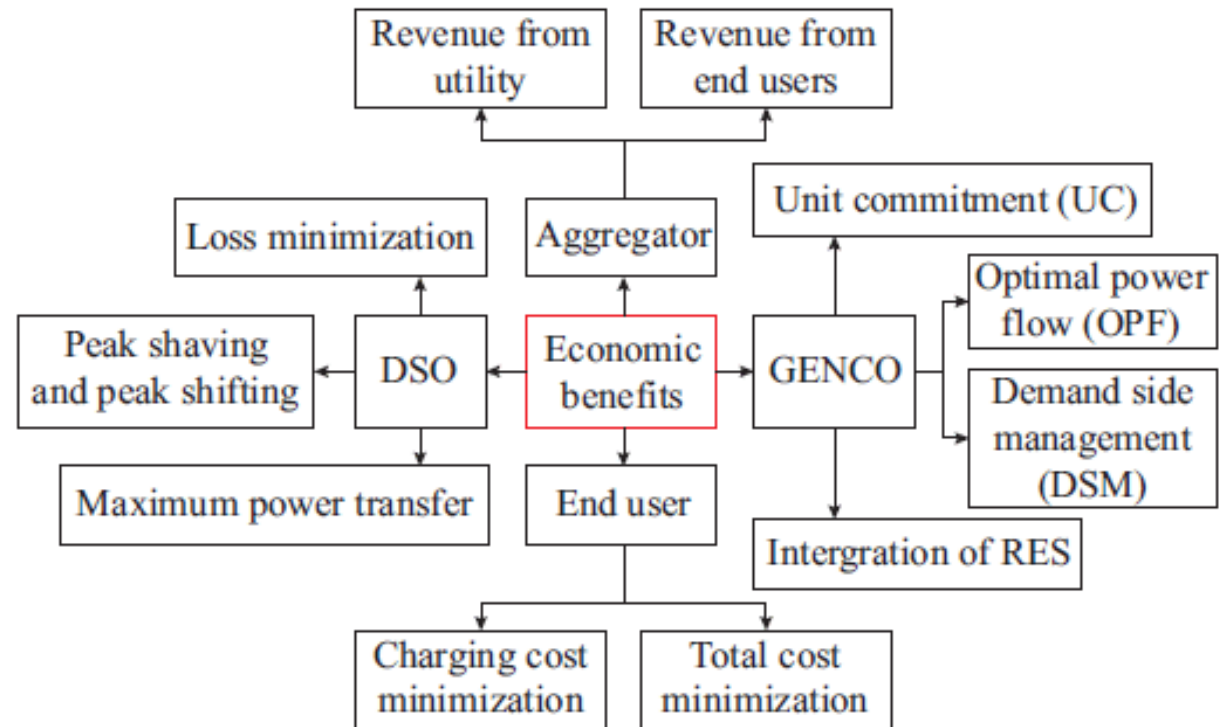 Revenue from
utility
Revenue from
end users
Unit commitment (UC)
Loss minimization
Aggregator
Optimal power
flow (OPF)
Peak shaving
and peak shifting
DSO
Economic
benefits
GENCO
Demand side
management
(DSM)
Maximum power transfer
End user
Intergration of RES
Charging cost
minimization
Total cost
minimization